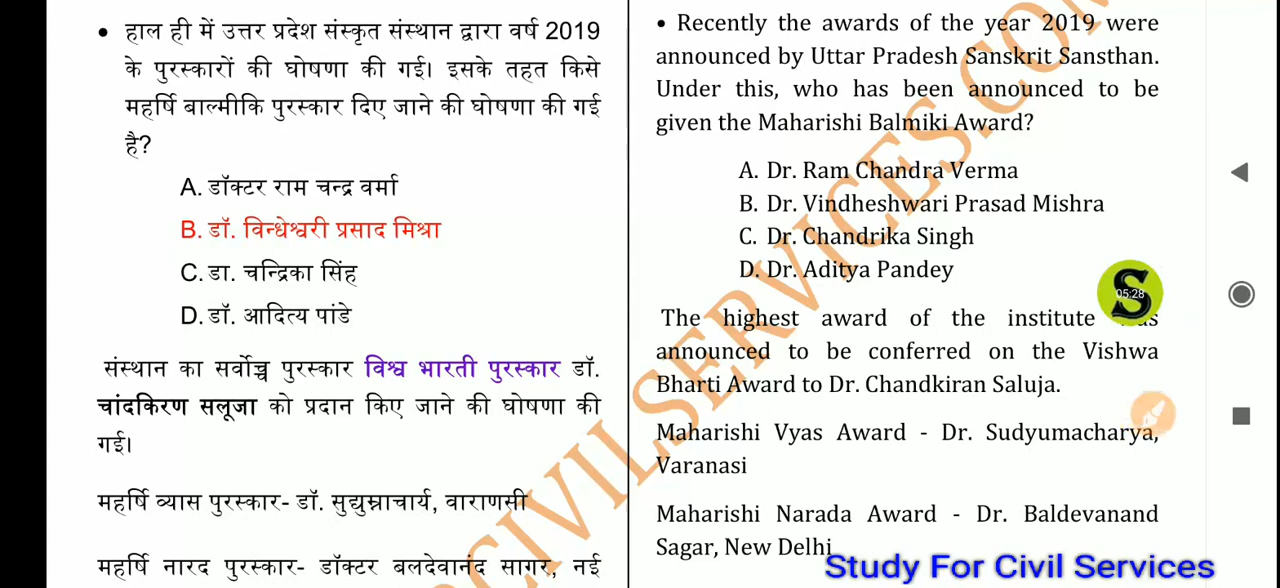 • हाल ही में उत्तर प्रदेश संस्कृत संस्थान द्वारा वर्ष 2019
के पुरस्कारों की घोषणा की गई। इसके तहत किसे
महर्षि बाल्मीकि पुरस्कार दिए जाने की घोषणा की गई
है?
A. डॉक्टर राम चन्द्र वर्मा
B. डॉ. विन्धेश्वरी प्रसाद मिश्रा
C. डा. चन्द्रिका सिंह
D. डॉ. आदित्य पांडे
संस्थान का सर्वोच्च पुरस्कार विश्व भारती पुरस्कार डॉ.
चांदकिरण सलूजा को प्रदान किए जाने की घोषणा की
गई।
महर्षि व्यास पुरस्कार- डॉ. सुद्युम्नाचार्य, वाराणसी
महर्षि नारद पुरस्कार- डॉक्टर बलदेवानंद सागर, नई
• Recently the awards of the year 2019 were
announced by Uttar Pradesh Sanskrit Sansthan.
Under this, who has been announced to be
given the Maharishi Balmiki Award?
A. Dr. Ram Chandra Verma
B. Dr. Vindheshwari Prasad Mishra
C. Dr. Chandrika Singh
D. Dr. Aditya Pandey
The highest award of the institute
announced to be conferred on the Vishwa
Bharti Award to Dr. Chandkiran Saluja.
Maharishi Vyas Award - Dr. Sudyumacharya,
Varanasi
Maharishi Narada Award - Dr. Baldevanand
Sagar, New Delhi
S
05:28
CIVILSERVICES.COM
Study For Civil Services